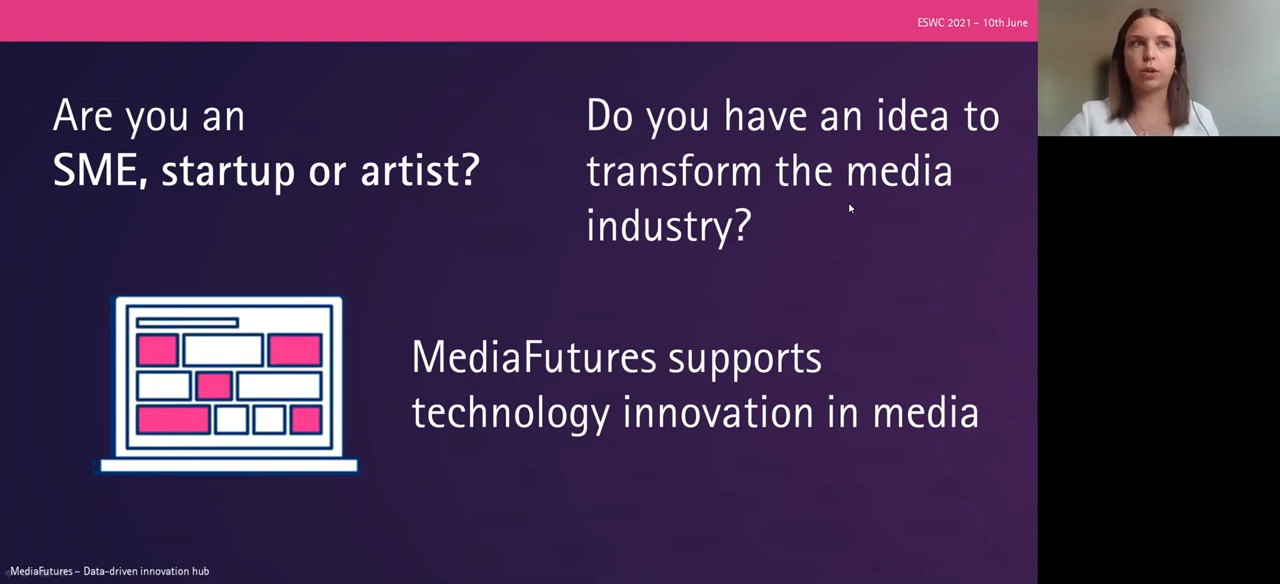 ESWC 2021 – 10th June
Are you an
SME, startup or artist?
Do you have an idea to
transform the media
industry?
MediaFutures supports
technology innovation in media
MediaFutures – Data-driven innovation hub